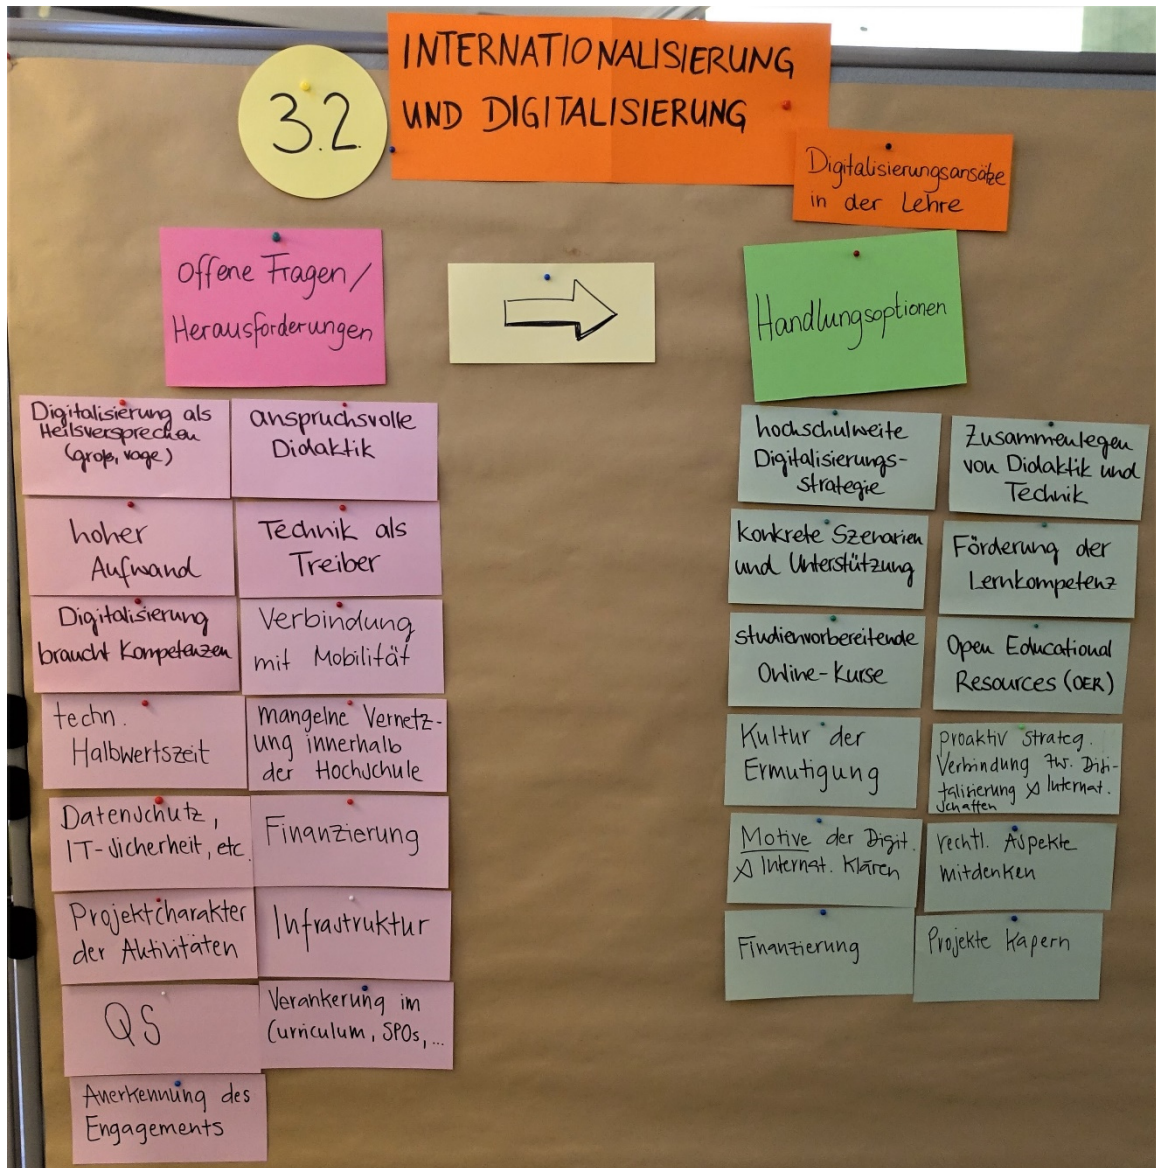 3.2.
INTERNATIONALISIERUNG
UND DIGITALISIERUNG
Digitalisierungsansätze
in der Lehre
Offene Fragen/
Herausforderungen
Handlungsoptionen
Digitalisierung als
Heilsversprechen
(groß, vage)
anspruchsvolle
Didaktik
hoher
Aufwand
Technik als
Treiber
Digitalisierung
braucht Kompetenzen
Verbindung
mit Mobilität
techn.
Halbwertszeit
mangelne Vernetz-
ung innerhalb
der Hochschule
Datenschutz,
IT-Sicherheit, etc.
Finanzierung
Projektcharakter
der Aktivitäten
Infrastruktur
QS
Verankerung im
Curriculum, SPOs, ...
Anerkennung des
Engagements
hochschulweite
Digitalisierungs-
strategie
Zusammenlegen
von Didaktik und
Technik
konkrete Szenarien
und Unterstützung
Förderung der
Lernkompetenz
studienvorbereitende
Online-Kurse
Open Educational
Resources (OER)
Kultur der
Ermutigung
proaktiv strateg.
Verbindung zw. Digi-
talisierung & Internat.
schaffen
Motive der Digit.
& Internat. klären
rechtl. Aspekte
mitdenken
Finanzierung
Projekte kapern